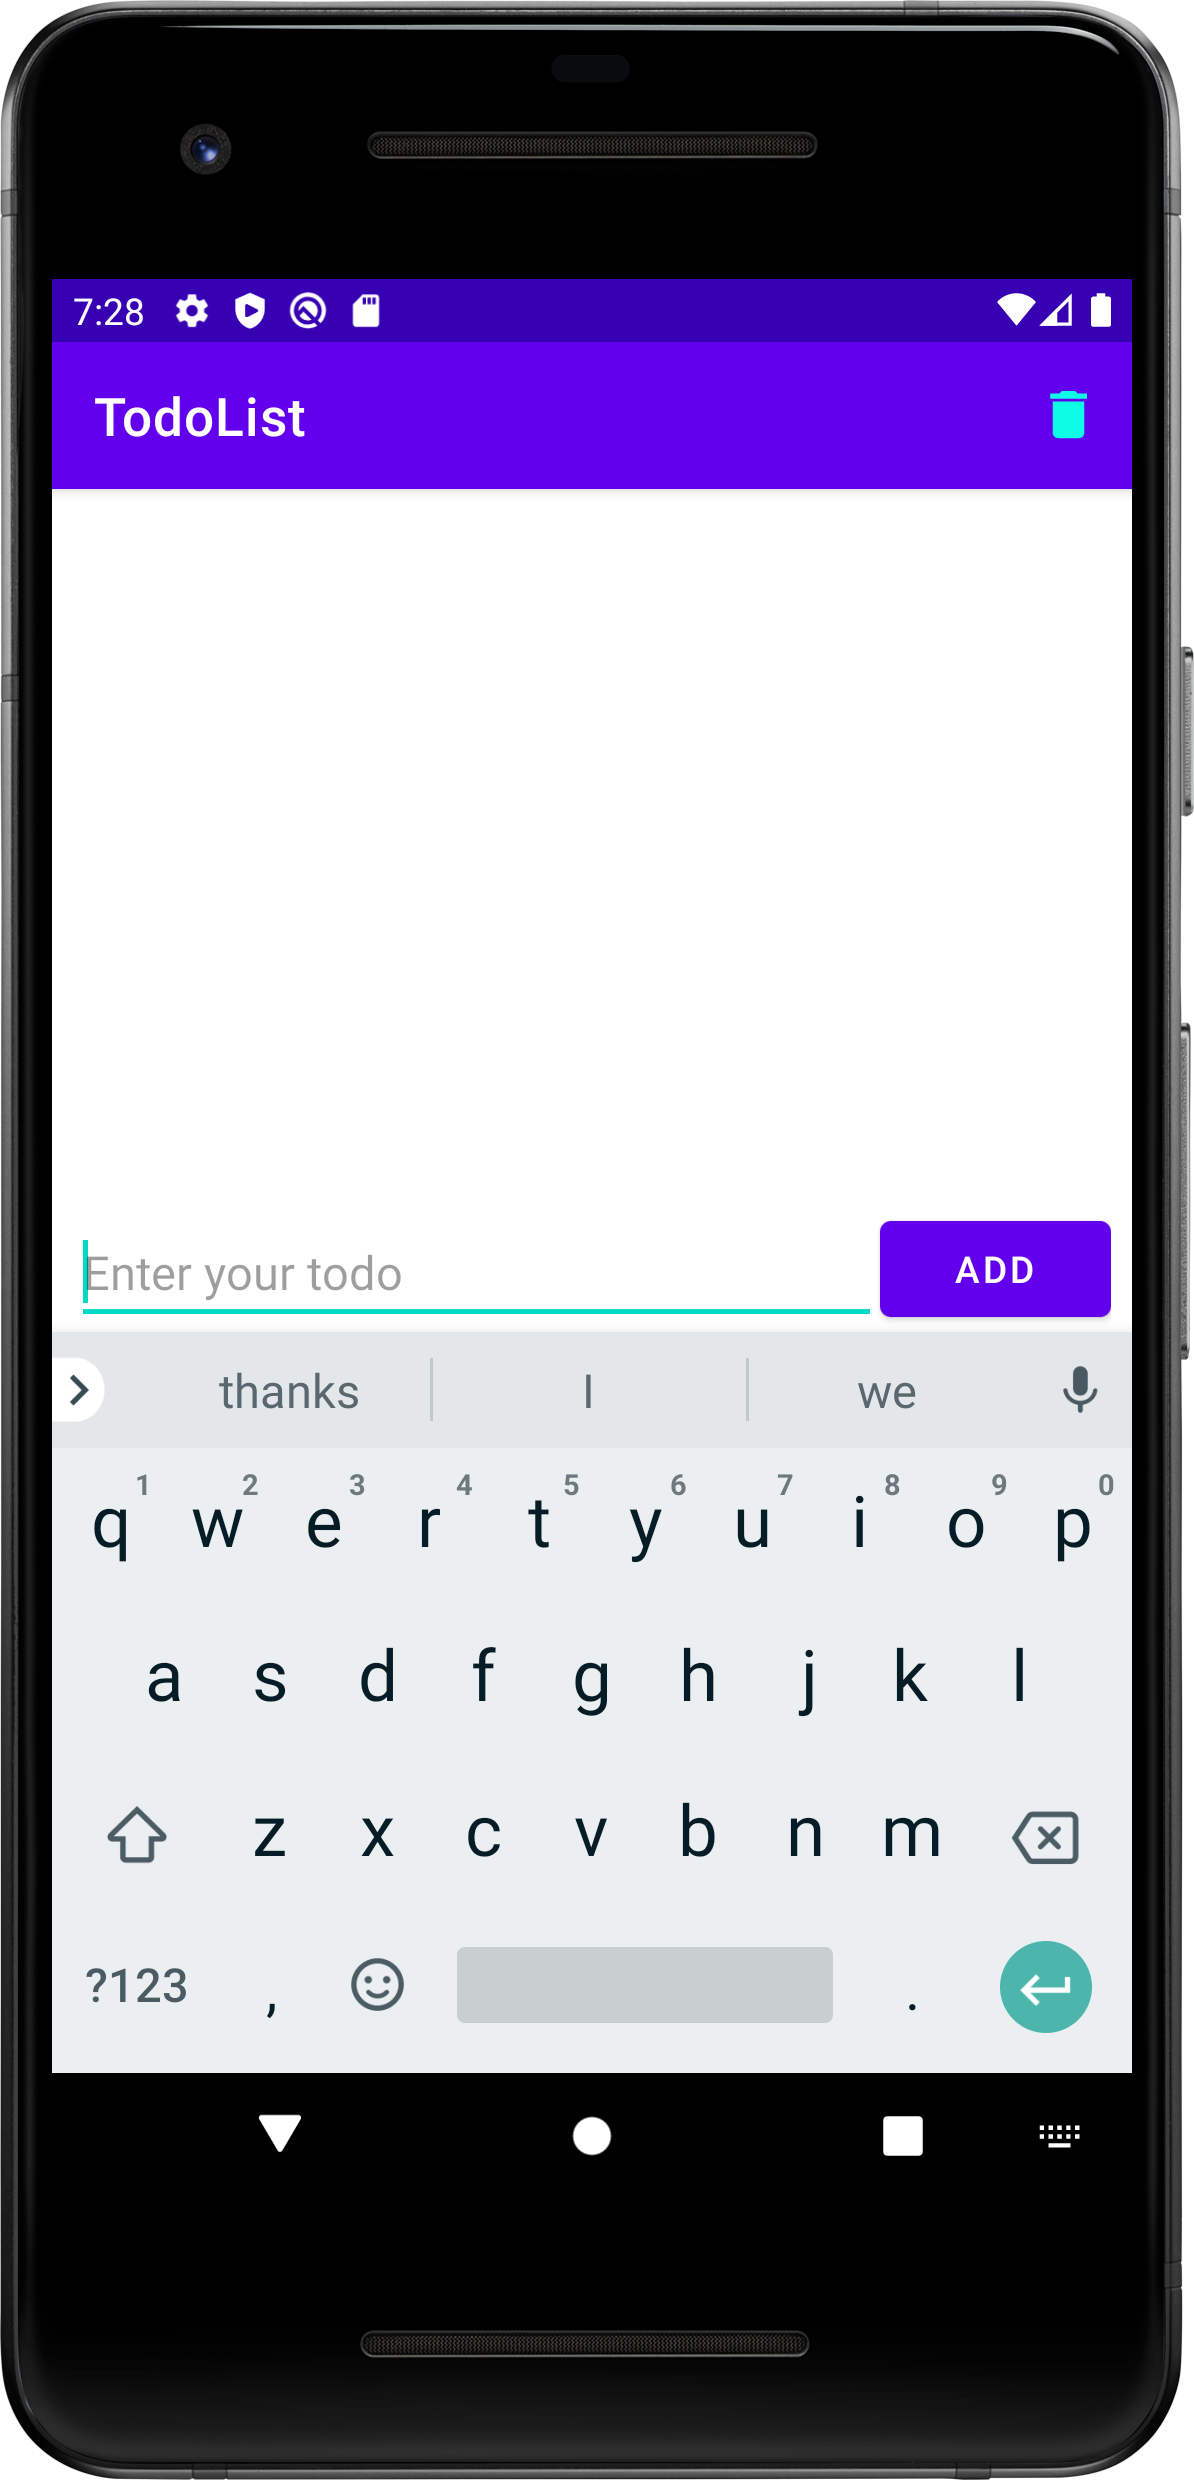 7:28
TodoList
Enter your todo ADD
thanks I we
1 2 3 4 5 6 7 8 9 0
q w e r t y u i o p
a s d f g h j k l
z x c v b n m
?123 , .